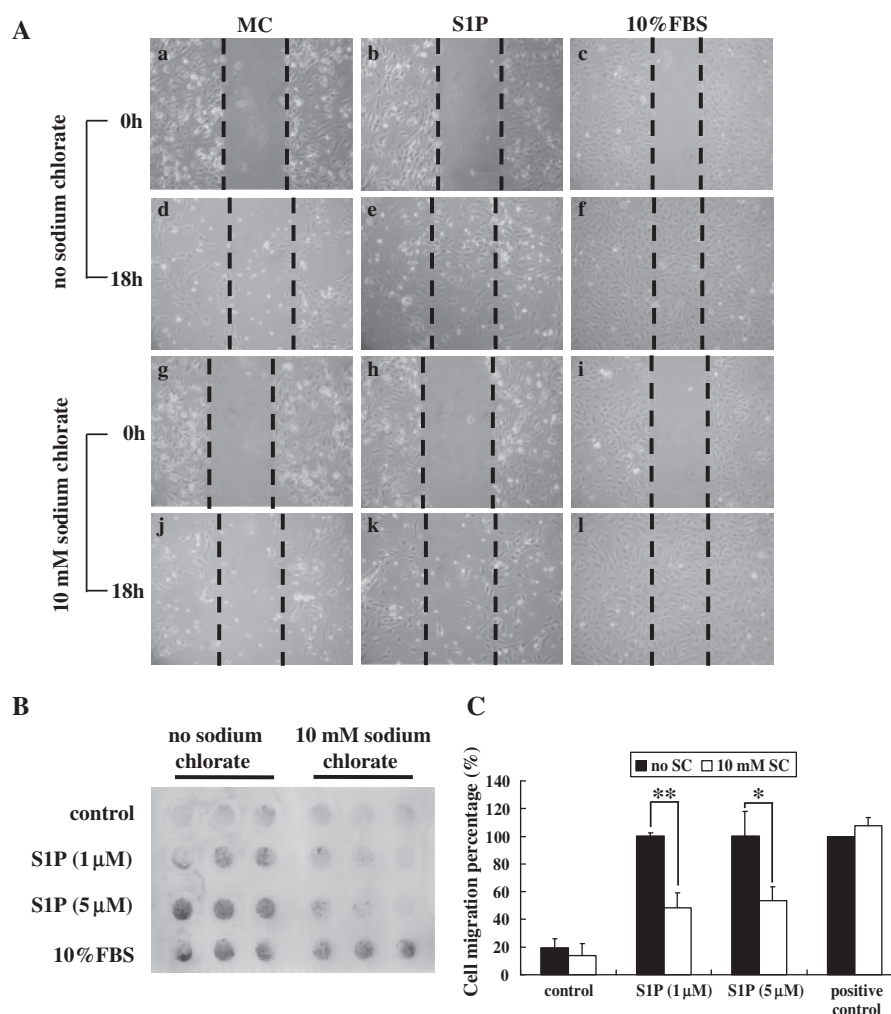 A
MC
S1P
10%FBS
a
b
c
no sodium chlorate
0h
d
e
f
18h
g
h
i
10 mM sodium chlorate
0h
j
k
l
18h
B
no sodium chlorate
10 mM sodium chlorate
control
S1P (1 µM)
S1P (5 µM)
10%FBS
C
no SC
10 mM SC
Cell migration percentage (%)
140
120
100
80
60
40
20
0
**
*
control
S1P (1 µM)
S1P (5 µM)
positive control